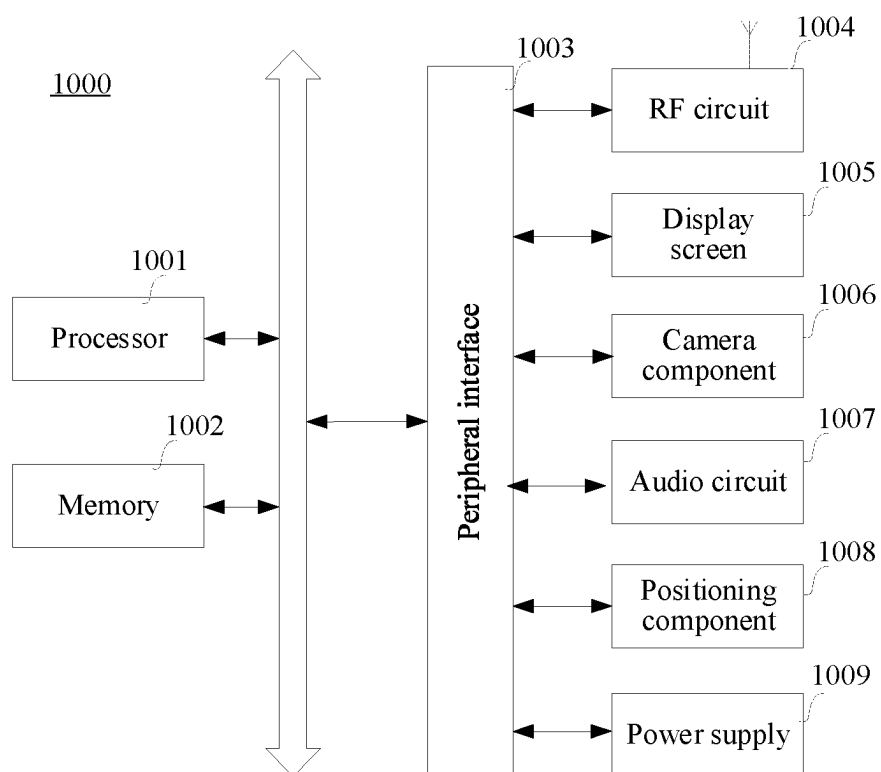 1000
1001
Processor
1002
Memory
1003
Peripheral interface
1004
RF circuit
1005
Display
screen
1006
Camera
component
1007
Audio circuit
1008
Positioning
component
1009
Power supply